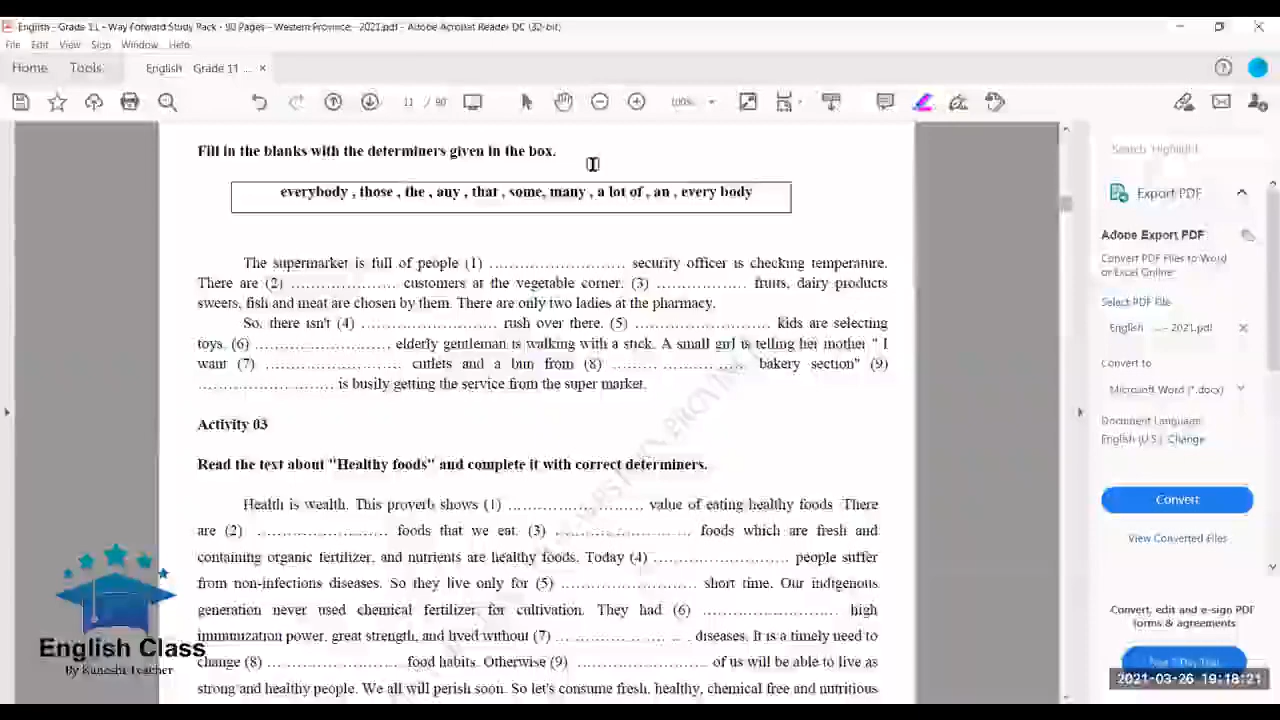 English - Grade 11 - Way Forward Study Pack - 90 Pages - Western Province, 2021.pdf - Adobe Acrobat Reader DC (32-bit)
File Edit View Sign Window Help
Home Tools English Grade 11 ... ×
11 / 90 100%
Fill in the blanks with the determiners given in the box.
everybody , those , the , any , that , some, many , a lot of , an , every body
The supermarket is full of people (1) ........................... security officer is checking temperature.
There are (2) ..................... customers at the vegetable corner. (3) .................. fruits, dairy products
sweets, fish and meat are chosen by them. There are only two ladies at the pharmacy.
So, there isn't (4) ........................... rush over there. (5) ........................... kids are selecting
toys. (6) ................................. elderly gentleman is walking with a stick. A small girl is telling her mother " I
want (7) ........................... cutlets and a bun from (8) .......................... bakery section" (9)
........................... is busily getting the service from the super market.
Activity 03
Read the text about "Healthy foods" and complete it with correct determiners.
Health is wealth. This proverb shows (1) ........................... value of eating healthy foods There
are (2) .......................... foods that we eat. (3) ........................... foods which are fresh and
containing organic fertilizer, and nutrients are healthy foods. Today (4) ........................... people suffer
from non-infections diseases. So they live only for (5) ........................... short time. Our indigenous
generation never used chemical fertilizer for cultivation. They had (6) ........................... high
immunization power, great strength, and lived without (7) ........................... diseases. It is a timely need to
change (8) .......................... food habits. Otherwise (9) ........................... of us will be able to live as
strong and healthy people. We all will perish soon. So let's consume fresh, healthy, chemical free and nutritious
WESTERN PROVINCE
English Class
By Kaneshi Teacher
Search 'Highlight'
Export PDF
Adobe Export PDF
Convert PDF Files to Word
or Excel Online
Select PDF File
English ... - 2021.pdf ×
Convert to
Microsoft Word (*.docx)
Document Language:
English (U.S.) Change
Convert
View Converted Files
Convert, edit and e-sign PDF
forms & agreements
Free 7-Day Trial
2021-03-26 19:18:21